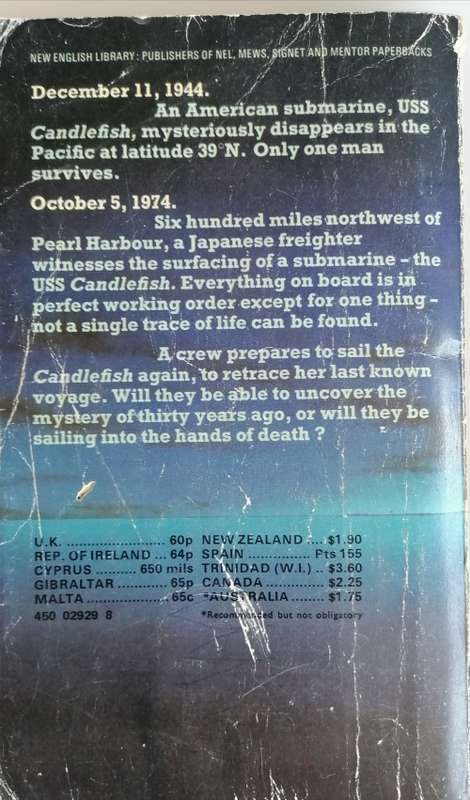 NEW ENGLISH LIBRARY: PUBLISHERS OF NEL, MEWS, SIGNET AND MENTOR PAPERBACKS
December 11, 1944.
An American submarine, USS
Candlefish, mysteriously disappears in the
Pacific at latitude 39°N. Only one man
survives.
October 5, 1974.
Six hundred miles northwest of
Pearl Harbour, a Japanese freighter
witnesses the surfacing of a submarine – the
USS Candlefish. Everything on board is in
perfect working order except for one thing –
not a single trace of life can be found.
A crew prepares to sail the
Candlefish again, to retrace her last known
voyage. Will they be able to uncover the
mystery of thirty years ago, or will they be
sailing into the hands of death ?
U.K. ........................ 60p NEW ZEALAND .... $1.90
REP. OF IRELAND ... 64p SPAIN ............... Pts 155
CYPRUS ......... 650 mils TRINIDAD (W.I.) .. $3.60
GIBRALTAR ............ 65p CANADA .............. $2.25
MALTA .................... 65c *AUSTRALIA ........ $1.75
450 02929 8 *Recommended but not obligatory